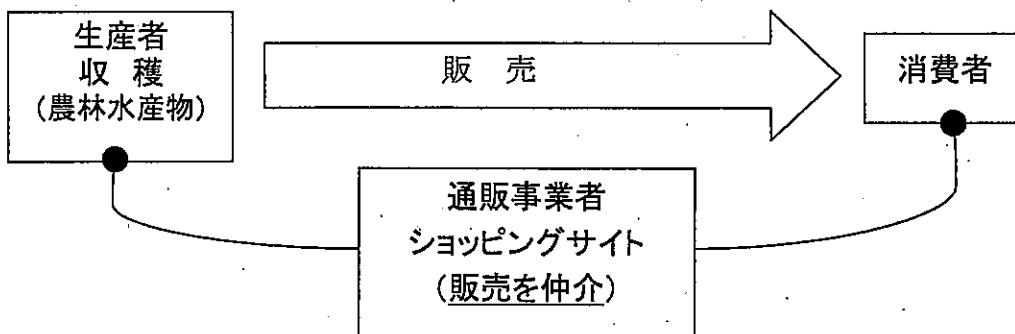 生産者
収 穫
(農林水産物)
販 売
消費者
通販事業者
ショッピングサイト
(販売を仲介)